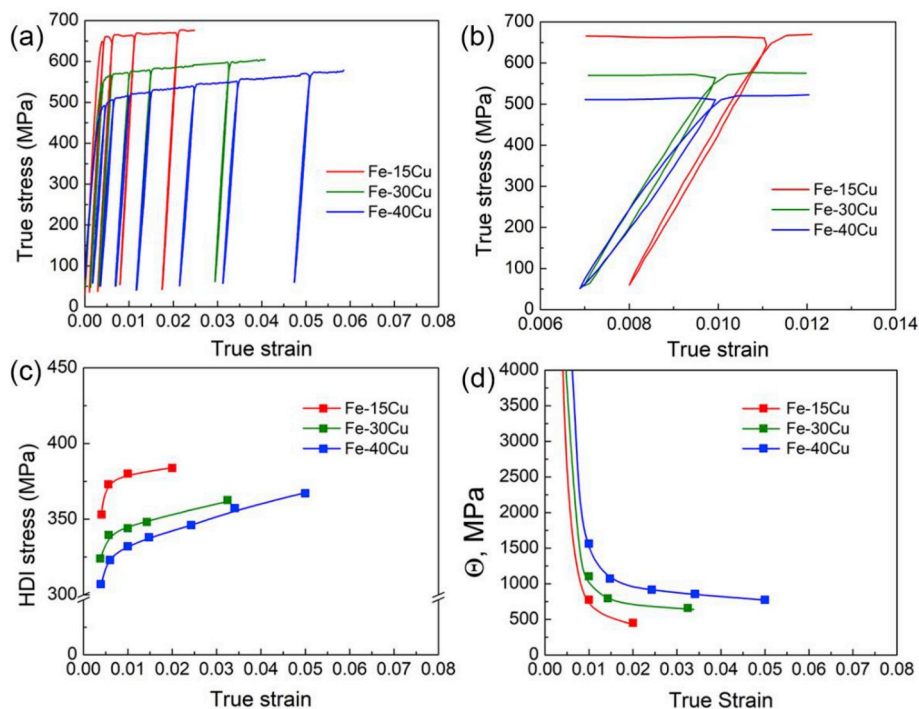 (a)
700
600
500
400
300
200
100
0
True stress (MPa)
Fe-15Cu
Fe-30Cu
Fe-40Cu
0.00 0.01 0.02 0.03 0.04 0.05 0.06 0.07 0.08
True strain
(b)
700
600
500
400
300
200
100
0
True stress (MPa)
Fe-15Cu
Fe-30Cu
Fe-40Cu
0.006 0.008 0.010 0.012 0.014
True strain
(c)
450
400
350
300
0
HDI stress (MPa)
Fe-15Cu
Fe-30Cu
Fe-40Cu
0.00 0.01 0.02 0.03 0.04 0.05 0.06 0.07 0.08
True strain
(d)
4000
3500
3000
2500
2000
1500
1000
500
0
Θ, MPa
Fe-15Cu
Fe-30Cu
Fe-40Cu
0.00 0.01 0.02 0.03 0.04 0.05 0.06 0.07 0.08
True Strain